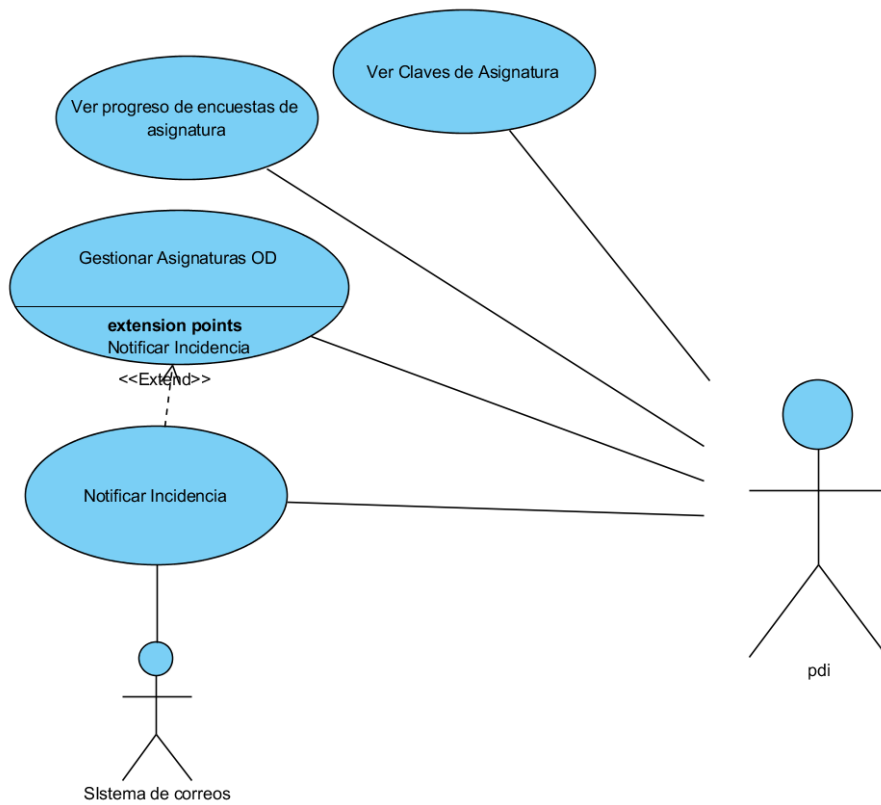 Ver Claves de Asignatura
Ver progreso de encuestas de
asignatura
Gestionar Asignaturas OD
extension points
Notificar Incidencia
<<Extend>>
Notificar Incidencia
pdi
SIstema de correos